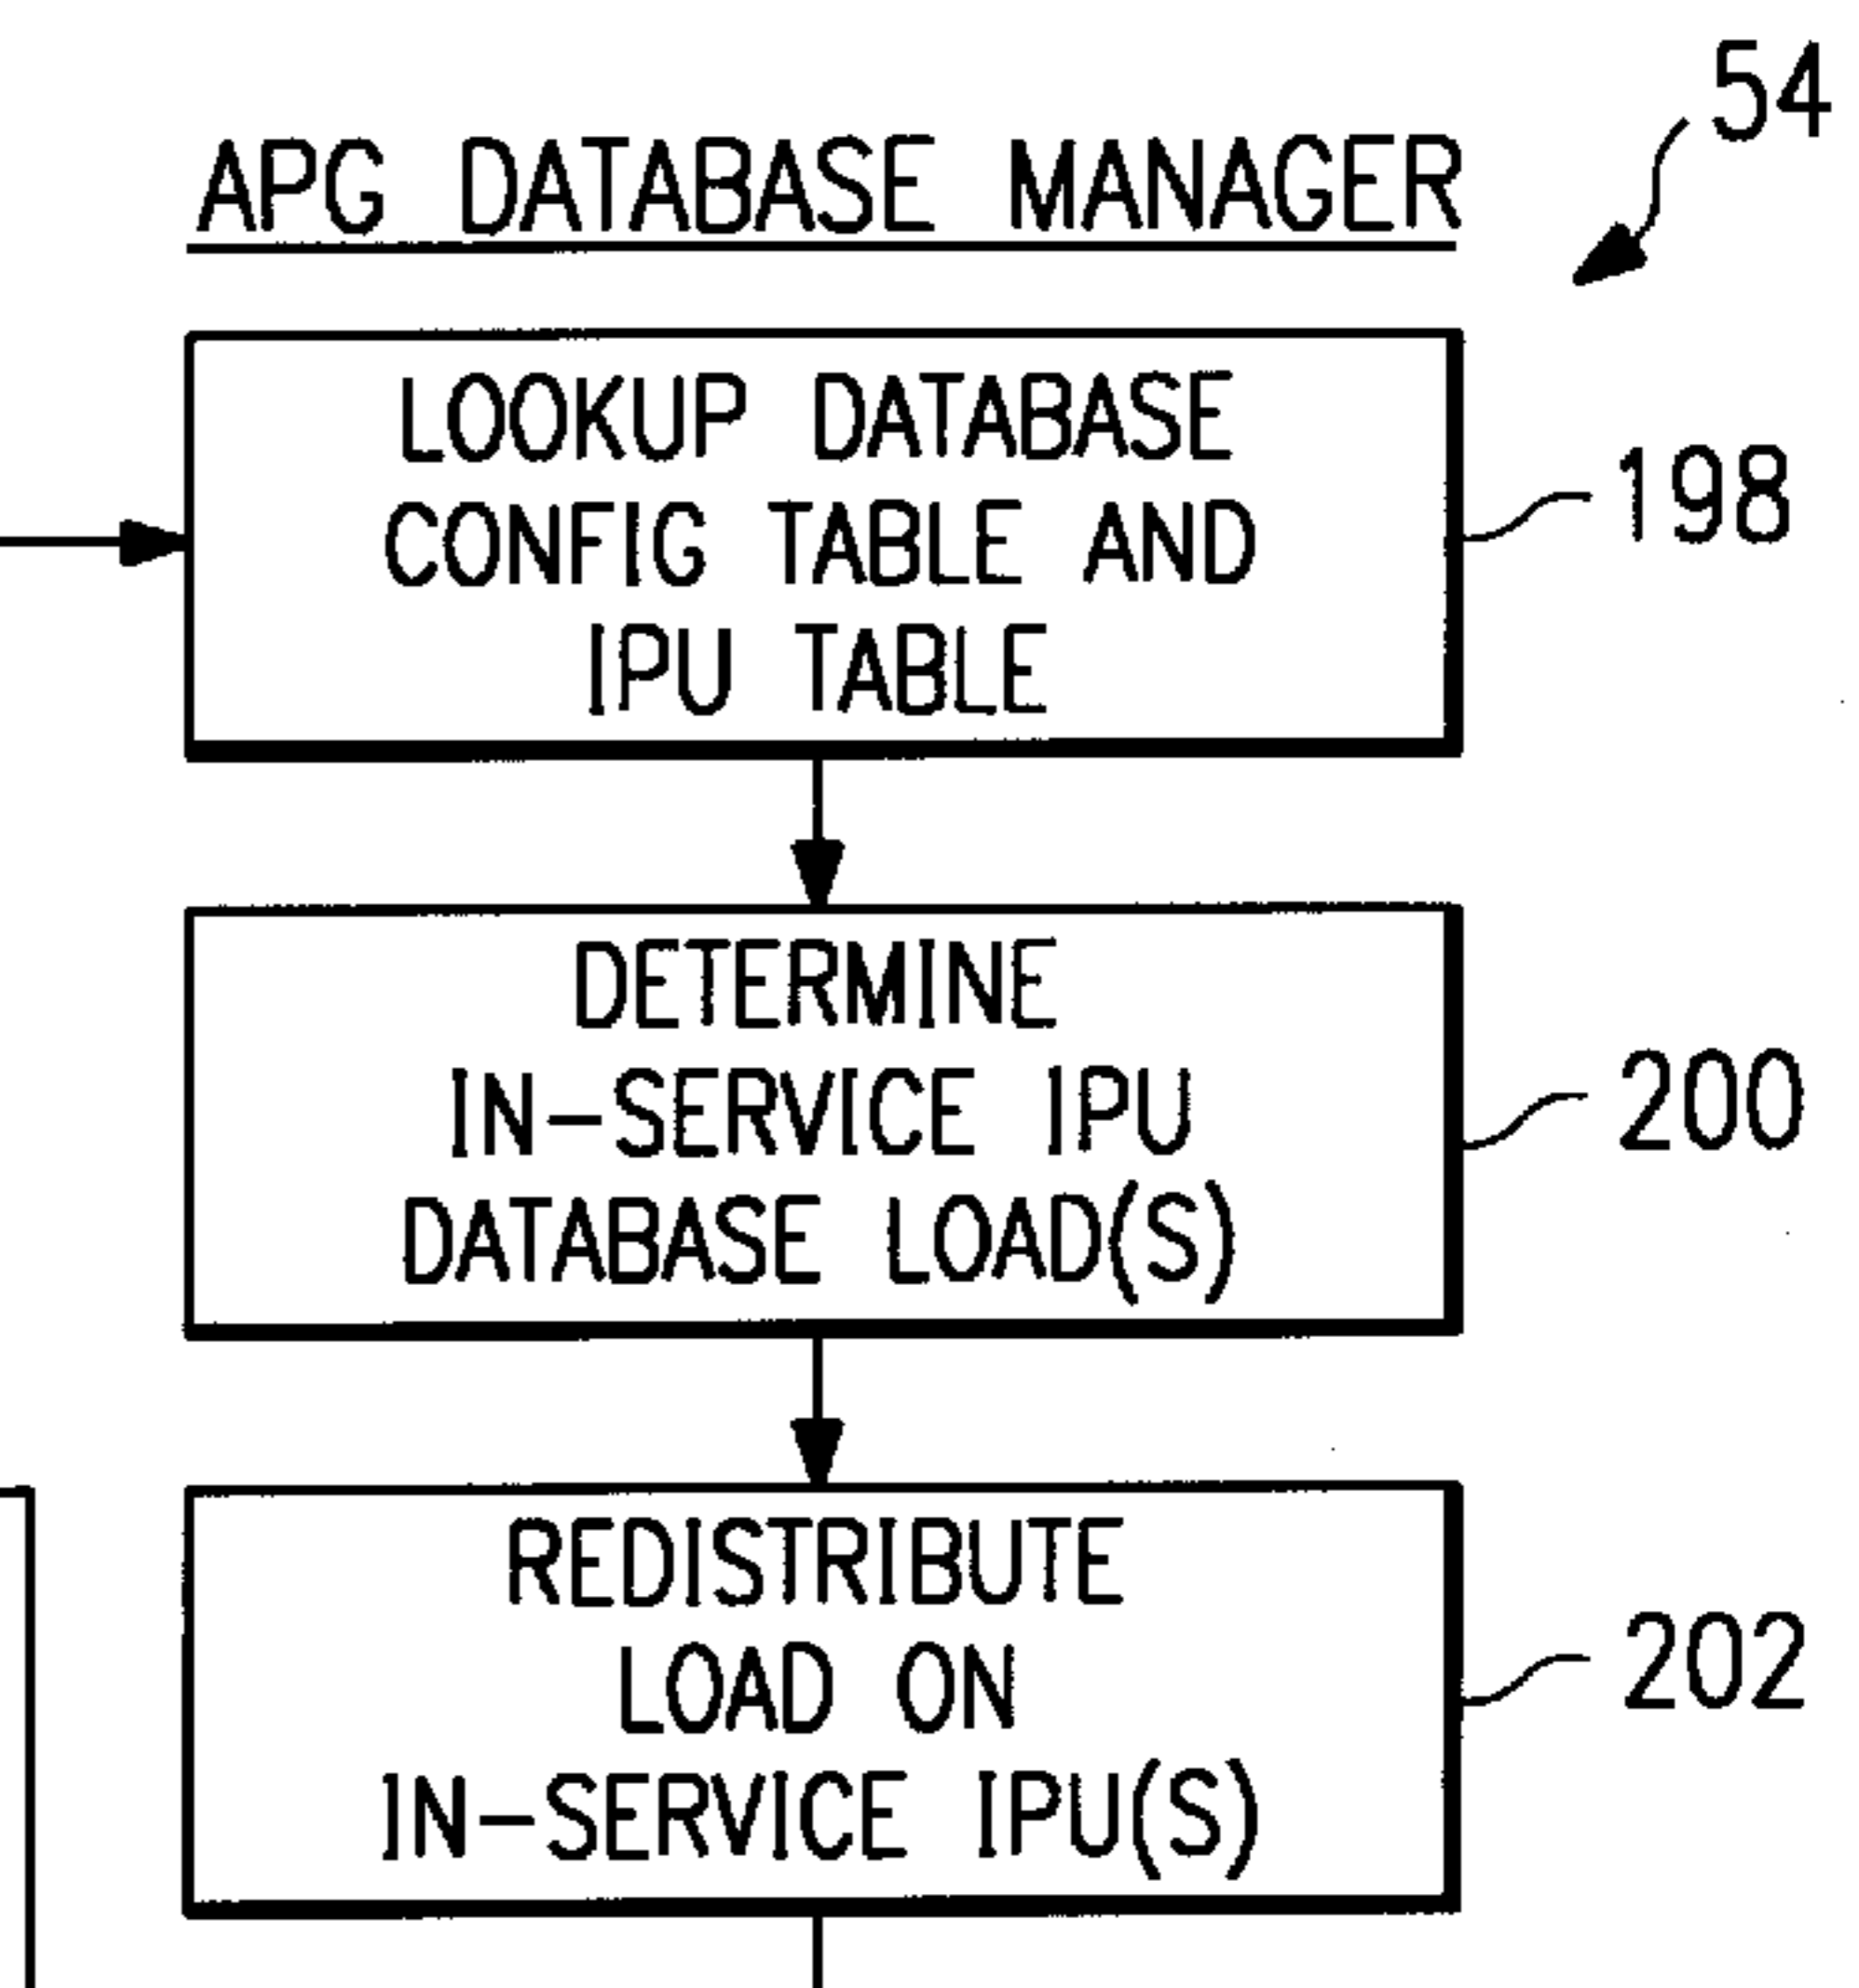 54
APG DATABASE MANAGER
LOOKUP DATABASE
CONFIG TABLE AND
IPU TABLE
198
DETERMINE
IN-SERVICE IPU
DATABASE LOAD(S)
200
REDISTRIBUTE
LOAD ON
IN-SERVICE IPU(S)
202